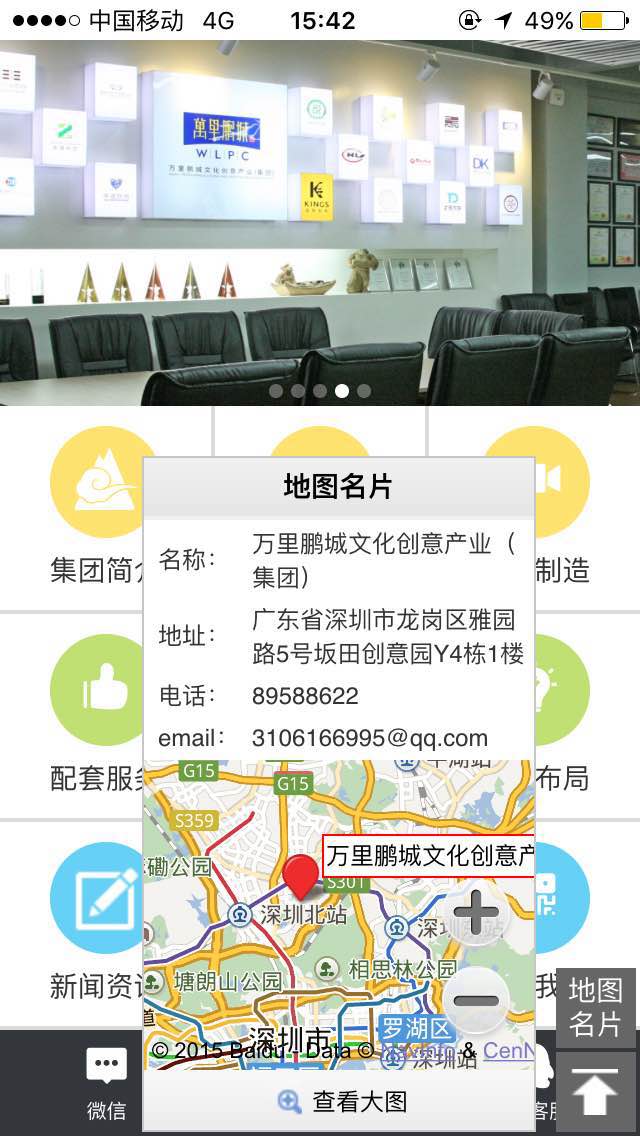 中国移动 4G 15:42 49%
萬里鹏城
WLPC
万里鹏城文化创意产业(集团)
KINGS
DK
地图名片
集团简
制造
名称： 万里鹏城文化创意产业（
集团）
地址： 广东省深圳市龙岗区雅园
路5号坂田创意园Y4栋1楼
电话： 89588622
email： 3106166995@qq.com
配套服
布局
G15
G15
S359
万里鹏城文化创意产
S301
深圳北站
塘朗山公园
相思林公园
新闻资
我
地图
名片
深圳市
罗湖区
深圳站
© 2015 Baidu - Data © NavInfo & CenN
查看大图
微信
客服